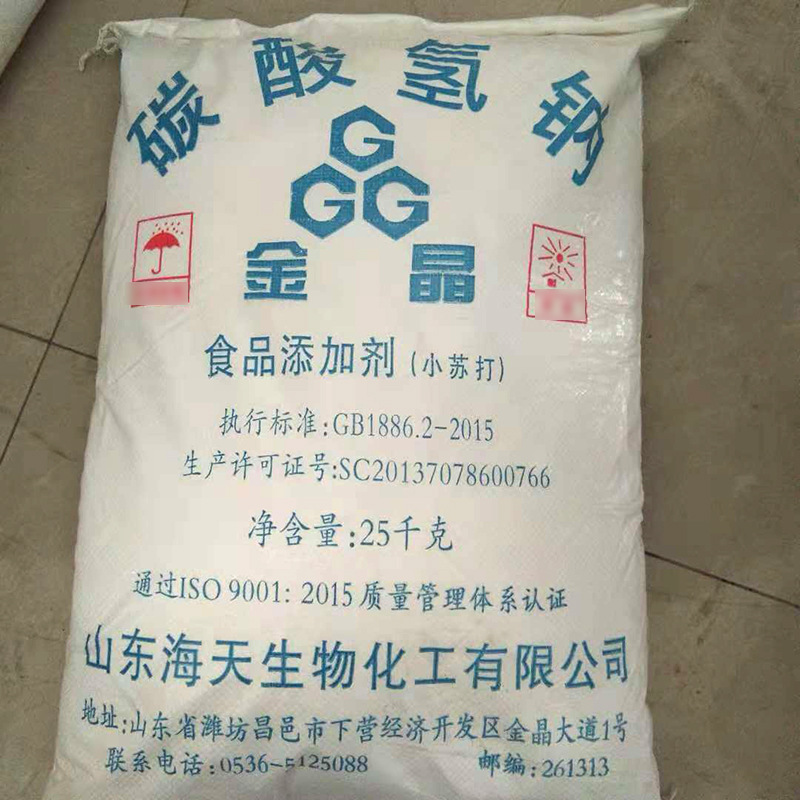 碳酸氢钠
G
GG
金晶
食品添加剂(小苏打)
执行标准:GB1886.2-2015
生产许可证号:SC20137078600766
净含量:25千克
通过ISO 9001: 2015 质量管理体系认证
山东海天生物化工有限公司
地址:山东省潍坊昌邑市下营经济开发区金晶大道1号
联系电话:0536-5125088
邮编:261313